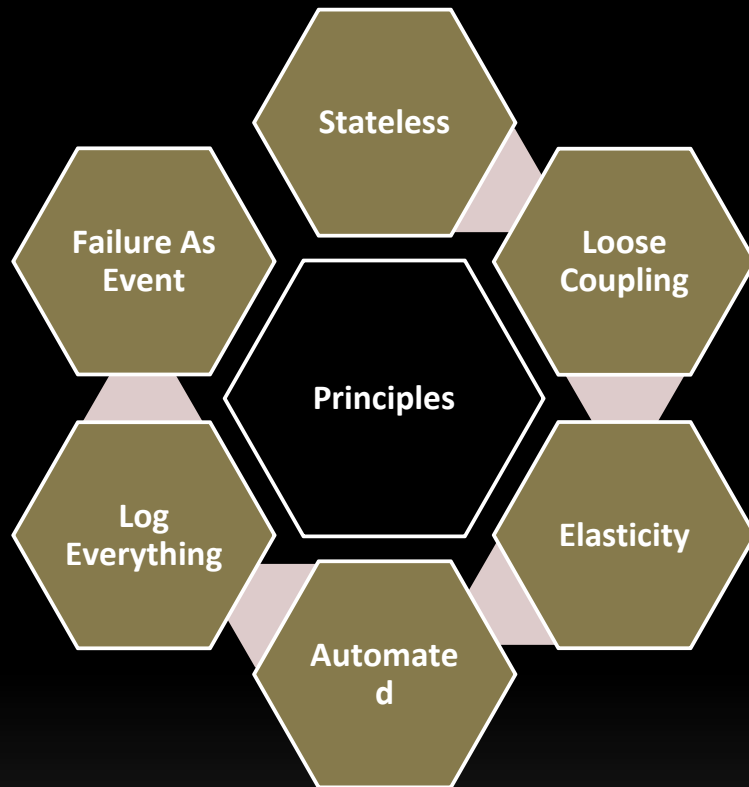 Stateless
Loose
Coupling
Elasticity
Automate
d
Log
Everything
Failure As
Event
Principles